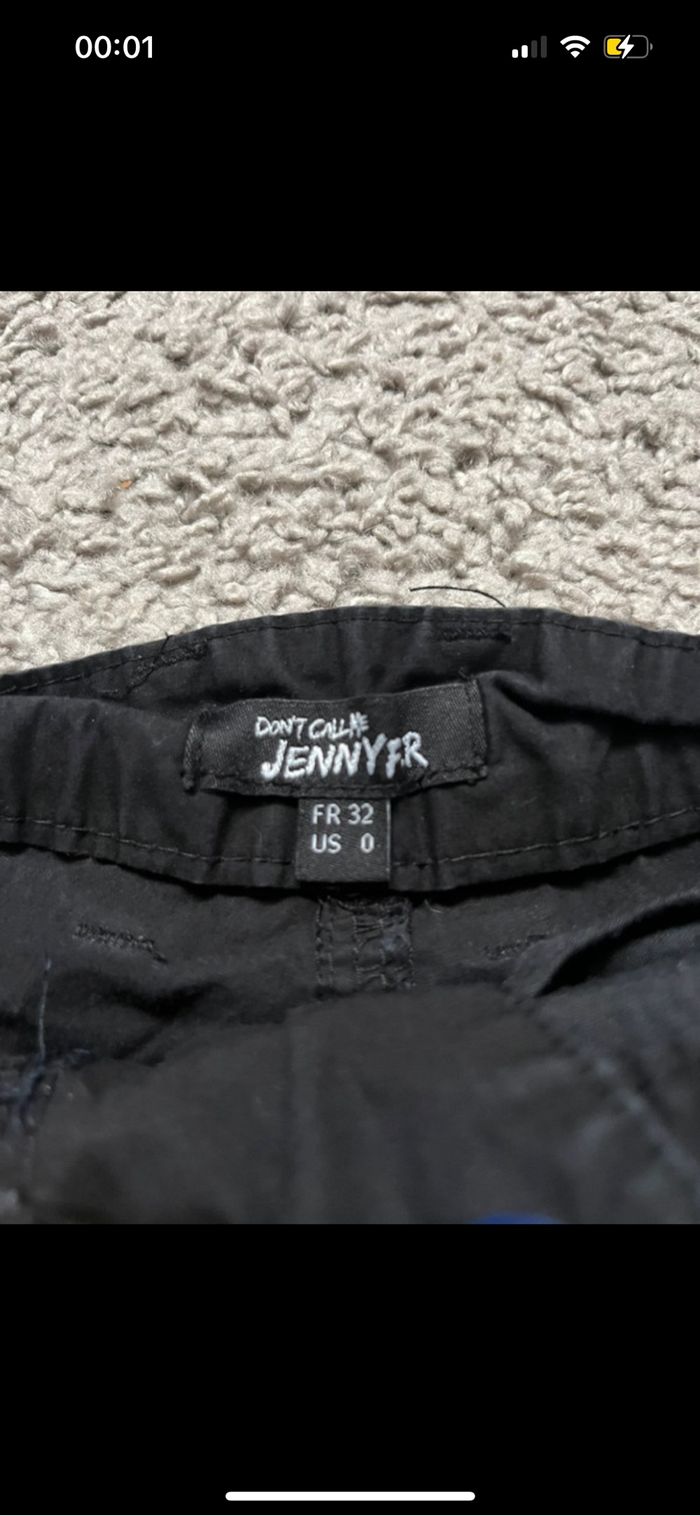 00:01
DON'T CALL ME
JENNYFR
FR 32
US 0